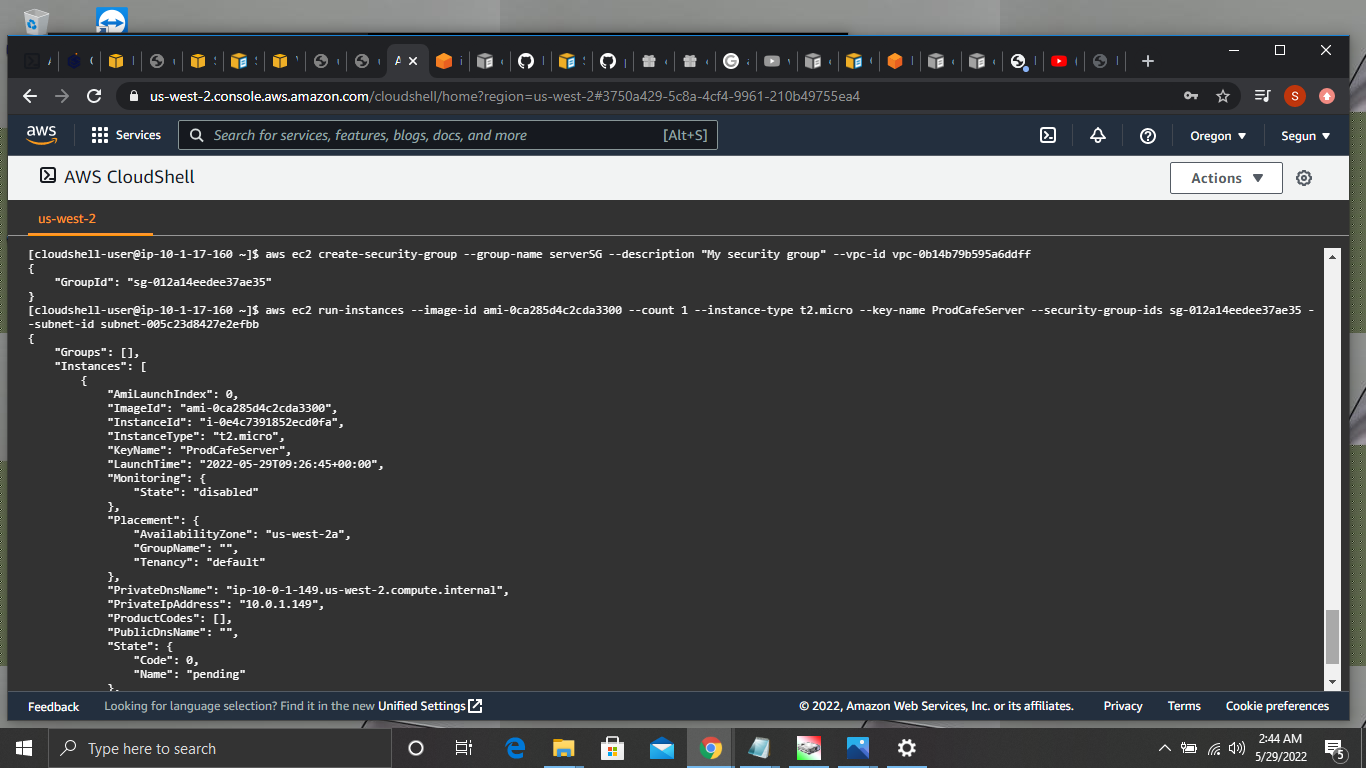 us-west-2.console.aws.amazon.com/cloudshell/home?region=us-west-2#3750a429-5c8a-4cf4-9961-210b49755ea4
S
aws
Services
Search for services, features, blogs, docs, and more
[Alt+S]
Oregon
Segun
AWS CloudShell
Actions
us-west-2
[cloudshell-user@ip-10-1-17-160 ~]$ aws ec2 create-security-group --group-name serverSG --description "My security group" --vpc-id vpc-0b14b79b595a6ddff
{
    "GroupId": "sg-012a14eedee37ae35"
}
[cloudshell-user@ip-10-1-17-160 ~]$ aws ec2 run-instances --image-id ami-0ca285d4c2cda3300 --count 1 --instance-type t2.micro --key-name ProdCafeServer --security-group-ids sg-012a14eedee37ae35 -
-subnet-id subnet-005c23d8427e2efbb
{
    "Groups": [],
    "Instances": [
        {
            "AmiLaunchIndex": 0,
            "ImageId": "ami-0ca285d4c2cda3300",
            "InstanceId": "i-0e4c7391852ecd0fa",
            "InstanceType": "t2.micro",
            "KeyName": "ProdCafeServer",
            "LaunchTime": "2022-05-29T09:26:45+00:00",
            "Monitoring": {
                "State": "disabled"
            },
            "Placement": {
                "AvailabilityZone": "us-west-2a",
                "GroupName": "",
                "Tenancy": "default"
            },
            "PrivateDnsName": "ip-10-0-1-149.us-west-2.compute.internal",
            "PrivateIpAddress": "10.0.1.149",
            "ProductCodes": [],
            "PublicDnsName": "",
            "State": {
                "Code": 0,
                "Name": "pending"
            },
Feedback
Looking for language selection? Find it in the new Unified Settings
© 2022, Amazon Web Services, Inc. or its affiliates.
Privacy
Terms
Cookie preferences
Type here to search
2:44 AM
5/29/2022
5